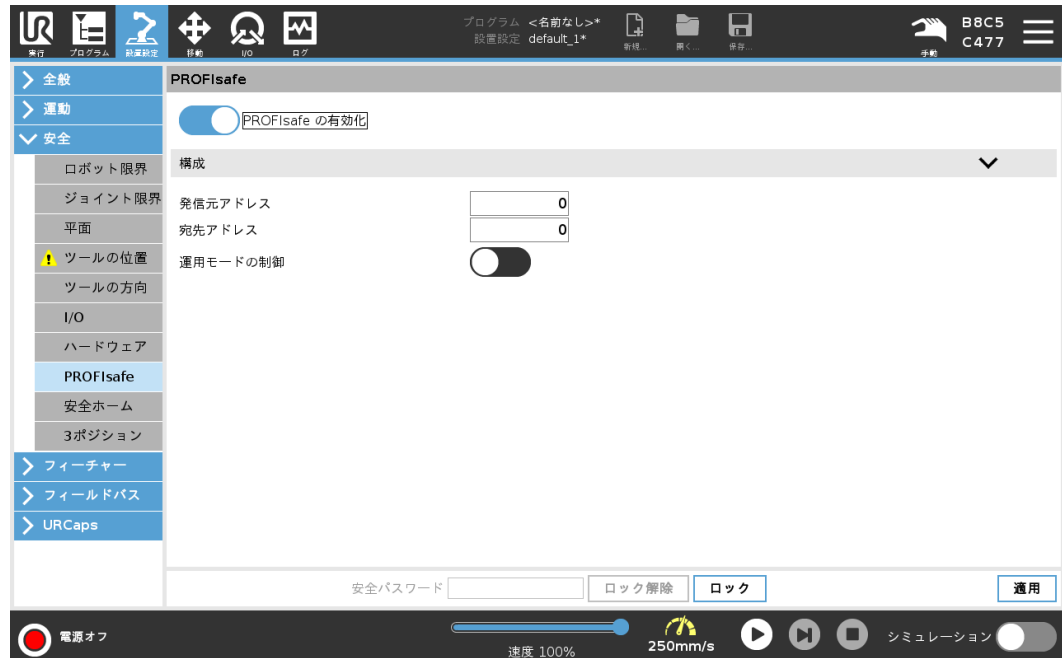 UR
実行
プログラム
設置設定
移動
I/O
ログ
プログラム <名前なし>*
設置設定 default_1*
新規...
開く...
保存...
手動
B8C5
C477
全般
運動
安全
ロボット限界
ジョイント限界
平面
ツールの位置
ツールの方向
I/O
ハードウェア
PROFIsafe
安全ホーム
3ポジション
フィーチャー
フィールドバス
URCaps
PROFIsafe
PROFIsafe の有効化
構成
発信元アドレス 0
宛先アドレス 0
運用モードの制御
安全パスワード ロック解除 ロック 適用
電源オフ
速度 100%
250mm/s
シミュレーション